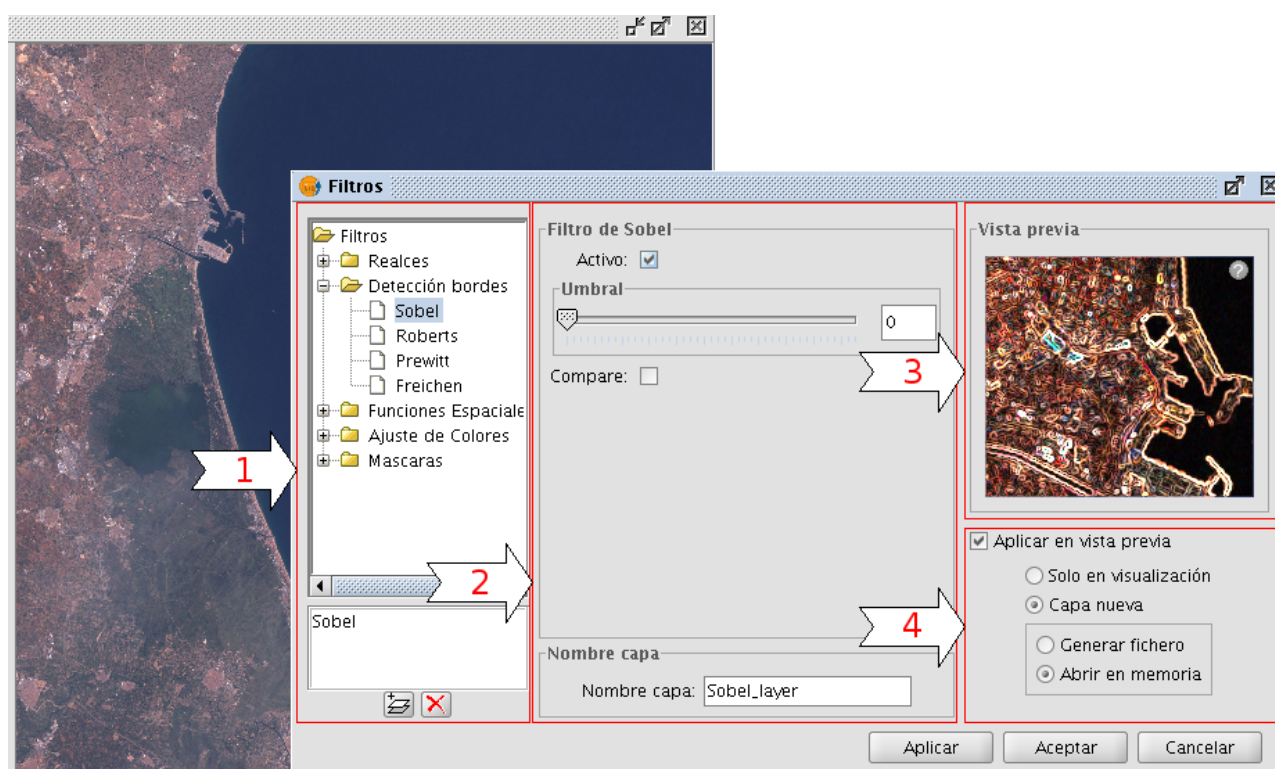 Filtros
Filtros
Realces
Detección bordes
Sobel
Roberts
Prewitt
Freichen
Funciones Espaciale
Ajuste de Colores
Mascaras
1
2
Sobel
Filtro de Sobel
Activo:
Umbral
0
Compare:
3
4
Nombre capa
Nombre capa: Sobel_layer
Vista previa
?
Aplicar en vista previa
Solo en visualización
Capa nueva
Generar fichero
Abrir en memoria
Aplicar
Aceptar
Cancelar